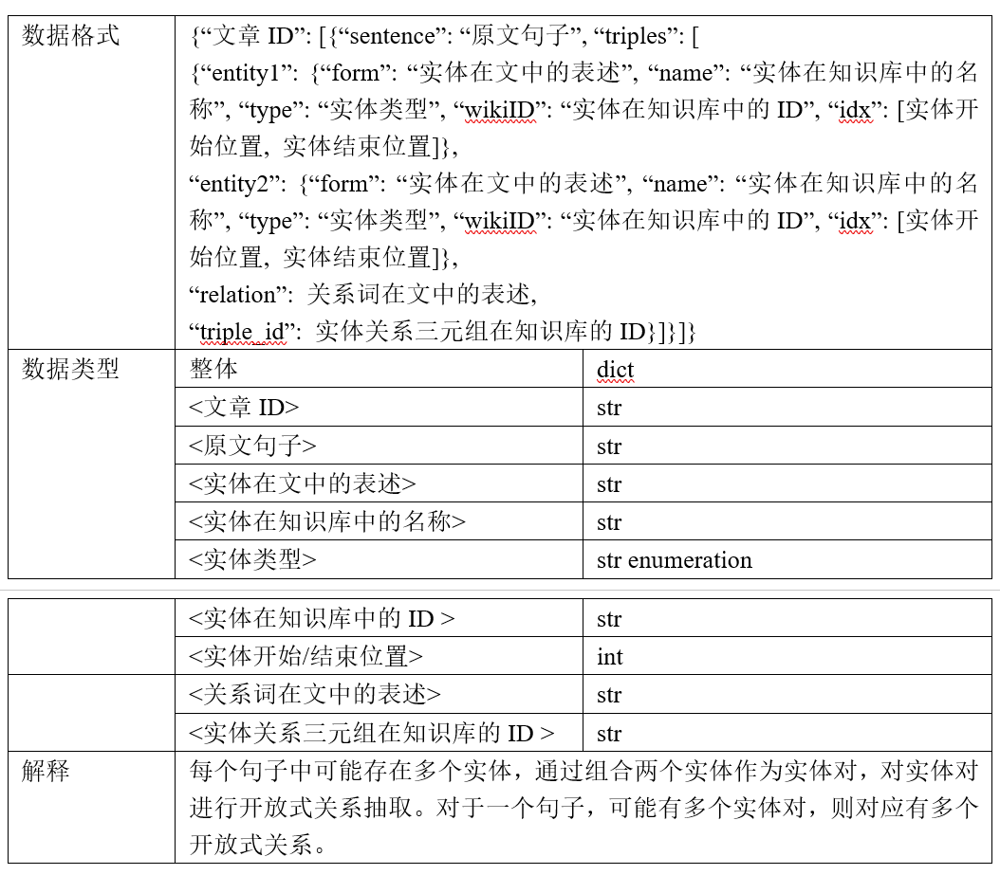 数据格式
{“文章 ID”: [{“sentence”: “原文句子”, “triples”: [
{“entity1”: {“form”: “实体在文中的表述”, “name”: “实体在知识库中的名
称”, “type”: “实体类型”, “wikiID”: “实体在知识库中的 ID”, “idx”: [实体开
始位置, 实体结束位置]},
“entity2”: {“form”: “实体在文中的表述”, “name”: “实体在知识库中的名
称”, “type”: “实体类型”, “wikiID”: “实体在知识库中的 ID”, “idx”: [实体开
始位置, 实体结束位置]},
“relation”: 关系词在文中的表述,
“triple_id”: 实体关系三元组在知识库的 ID}]}]}
数据类型 整体 dict
<文章 ID> str
<原文句子> str
<实体在文中的表述> str
<实体在知识库中的名称> str
<实体类型> str enumeration
<实体在知识库中的 ID > str
<实体开始/结束位置> int
<关系词在文中的表述> str
<实体关系三元组在知识库的 ID > str
解释
每个句子中可能存在多个实体，通过组合两个实体作为实体对，对实体对
进行开放式关系抽取。对于一个句子，可能有多个实体对，则对应有多个
开放式关系。